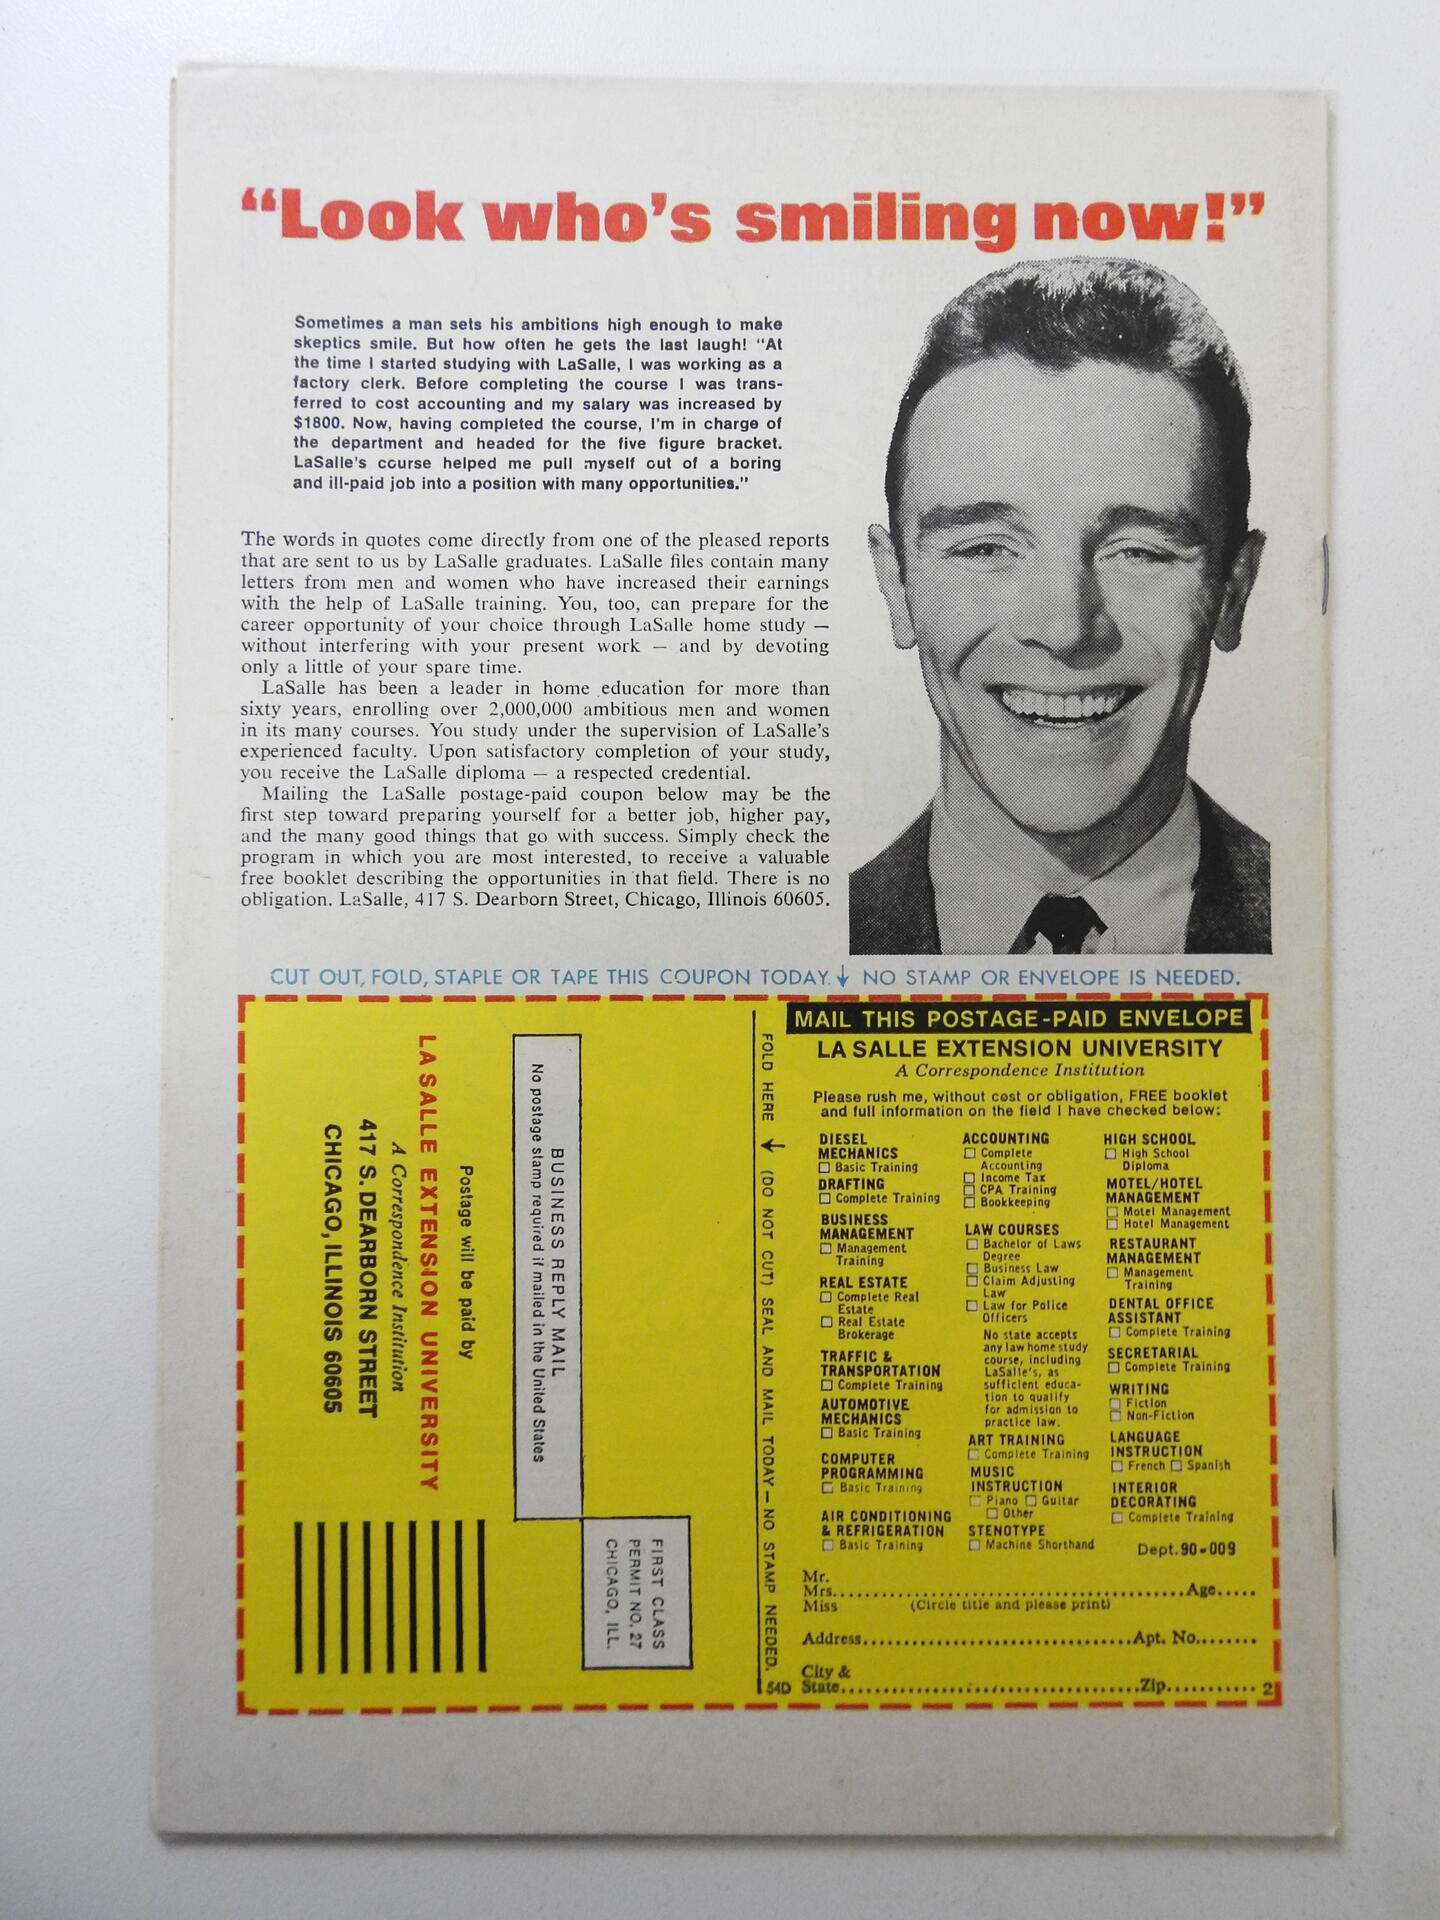 “Look who’s smiling now!”
Sometimes a man sets his ambitions high enough to make
skeptics smile. But how often he gets the last laugh! “At
the time I started studying with LaSalle, I was working as a
factory clerk. Before completing the course I was trans-
ferred to cost accounting and my salary was increased by
$1800. Now, having completed the course, I’m in charge of
the department and headed for the five figure bracket.
LaSalle’s course helped me pull myself out of a boring
and ill-paid job into a position with many opportunities.”
The words in quotes come directly from one of the pleased reports
that are sent to us by LaSalle graduates. LaSalle files contain many
letters from men and women who have increased their earnings
with the help of LaSalle training. You, too, can prepare for the
career opportunity of your choice through LaSalle home study —
without interfering with your present work — and by devoting
only a little of your spare time.
LaSalle has been a leader in home education for more than
sixty years, enrolling over 2,000,000 ambitious men and women
in its many courses. You study under the supervision of LaSalle’s
experienced faculty. Upon satisfactory completion of your study,
you receive the LaSalle diploma — a respected credential.
Mailing the LaSalle postage-paid coupon below may be the
first step toward preparing yourself for a better job, higher pay,
and the many good things that go with success. Simply check the
program in which you are most interested, to receive a valuable
free booklet describing the opportunities in that field. There is no
obligation. LaSalle, 417 S. Dearborn Street, Chicago, Illinois 60605.
CUT OUT, FOLD, STAPLE OR TAPE THIS COUPON TODAY. ↓ NO STAMP OR ENVELOPE IS NEEDED.
FIRST CLASS
PERMIT NO. 27
CHICAGO, ILL.
BUSINESS REPLY MAIL
No postage stamp required if mailed in the United States
Postage will be paid by
LA SALLE EXTENSION UNIVERSITY
A Correspondence Institution
417 S. DEARBORN STREET
CHICAGO, ILLINOIS 60605
FOLD HERE ↓ (DO NOT CUT) SEAL AND MAIL TODAY — NO STAMP NEEDED.
54D
MAIL THIS POSTAGE-PAID ENVELOPE
LA SALLE EXTENSION UNIVERSITY
A Correspondence Institution
Please rush me, without cost or obligation, FREE booklet
and full information on the field I have checked below:
DIESEL
MECHANICS
☐ Basic Training
DRAFTING
☐ Complete Training
BUSINESS
MANAGEMENT
☐ Management
Training
REAL ESTATE
☐ Complete Real
Estate
☐ Real Estate
Brokerage
TRAFFIC &
TRANSPORTATION
☐ Complete Training
AUTOMOTIVE
MECHANICS
☐ Basic Training
COMPUTER
PROGRAMMING
☐ Basic Training
AIR CONDITIONING
& REFRIGERATION
☐ Basic Training
ACCOUNTING
☐ Complete
Accounting
☐ Income Tax
☐ CPA Training
☐ Bookkeeping
LAW COURSES
☐ Bachelor of Laws
Degree
☐ Business Law
☐ Claim Adjusting
Law
☐ Law for Police
Officers
No state accepts
any law home study
course, including
LaSalle’s, as
sufficient educa-
tion to qualify
for admission to
practice law.
ART TRAINING
☐ Complete Training
MUSIC
INSTRUCTION
☐ Piano ☐ Guitar
☐ Other
STENOTYPE
☐ Machine Shorthand
HIGH SCHOOL
☐ High School
Diploma
MOTEL/HOTEL
MANAGEMENT
☐ Motel Management
☐ Hotel Management
RESTAURANT
MANAGEMENT
☐ Management
Training
DENTAL OFFICE
ASSISTANT
☐ Complete Training
SECRETARIAL
☐ Complete Training
WRITING
☐ Fiction
☐ Non-Fiction
LANGUAGE
INSTRUCTION
☐ French ☐ Spanish
INTERIOR
DECORATING
☐ Complete Training
Dept. 90-009
Mr.
Mrs. Age
Miss (Circle title and please print)
Address Apt. No.
City &
State Zip 2